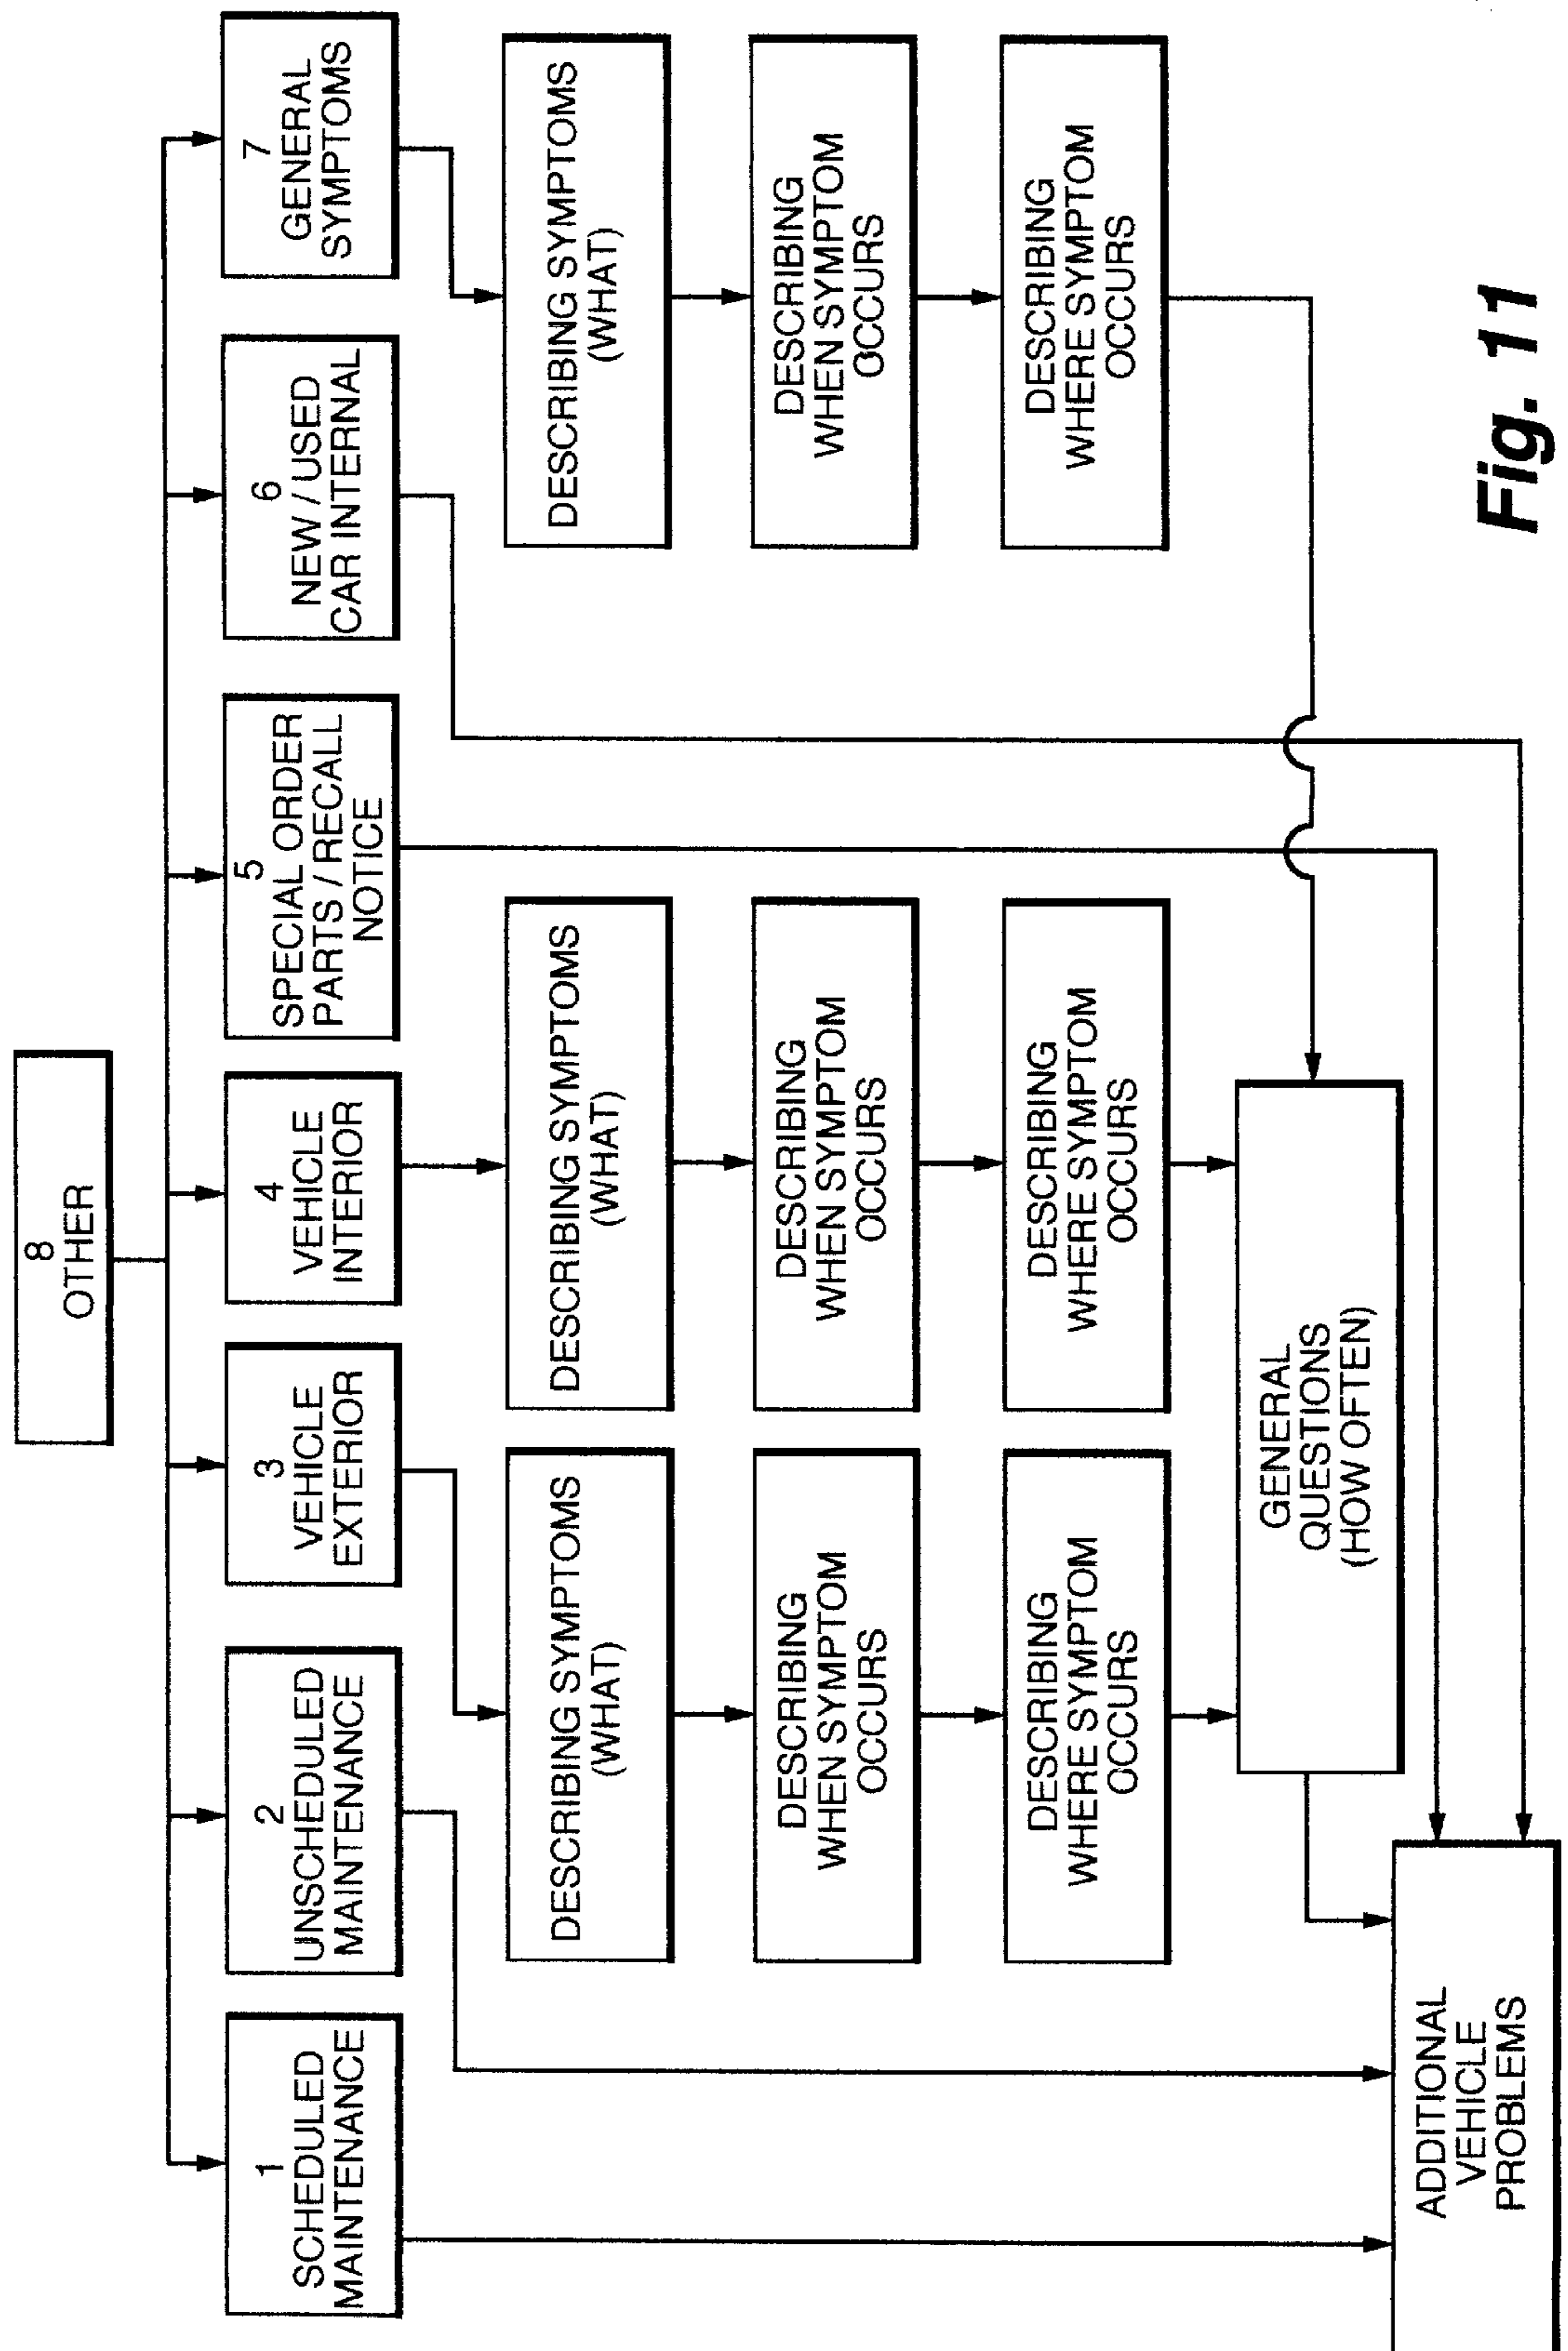 8
OTHER
1
SCHEDULED
MAINTENANCE
2
UNSCHEDULED
MAINTENANCE
3
VEHICLE
EXTERIOR
4
VEHICLE
INTERIOR
5
SPECIAL ORDER
PARTS / RECALL
NOTICE
6
NEW / USED
CAR INTERNAL
7
GENERAL
SYMPTOMS
DESCRIBING SYMPTOMS
(WHAT)
DESCRIBING SYMPTOMS
(WHAT)
DESCRIBING SYMPTOMS
(WHAT)
DESCRIBING
WHEN SYMPTOM
OCCURS
DESCRIBING
WHEN SYMPTOM
OCCURS
DESCRIBING
WHEN SYMPTOM
OCCURS
DESCRIBING
WHERE SYMPTOM
OCCURS
DESCRIBING
WHERE SYMPTOM
OCCURS
DESCRIBING
WHERE SYMPTOM
OCCURS
GENERAL
QUESTIONS
(HOW OFTEN)
ADDITIONAL
VEHICLE
PROBLEMS
Fig. 11